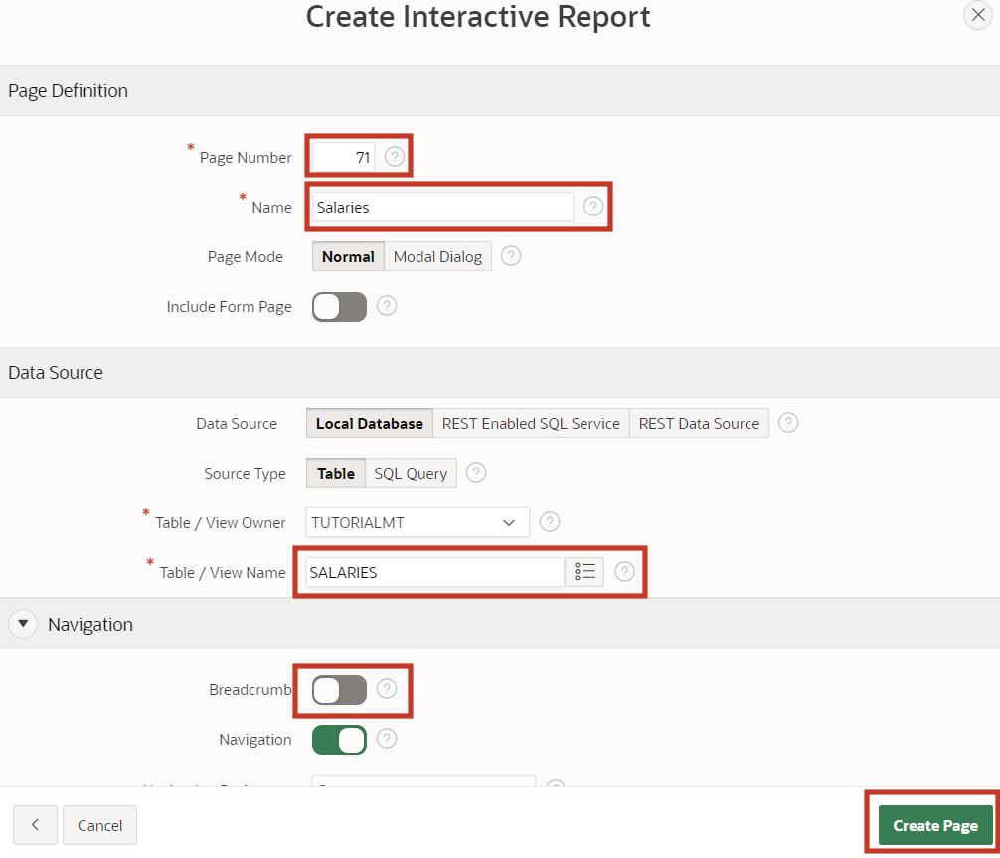 Create Interactive Report
Page Definition
* Page Number 71 ?
* Name Salaries ?
Page Mode Normal Modal Dialog ?
Include Form Page ?
Data Source
Data Source Local Database REST Enabled SQL Service REST Data Source ?
Source Type Table SQL Query ?
* Table / View Owner TUTORIALMT ?
* Table / View Name SALARIES ?
Navigation
Breadcrumb ?
Navigation ?
Cancel Create Page